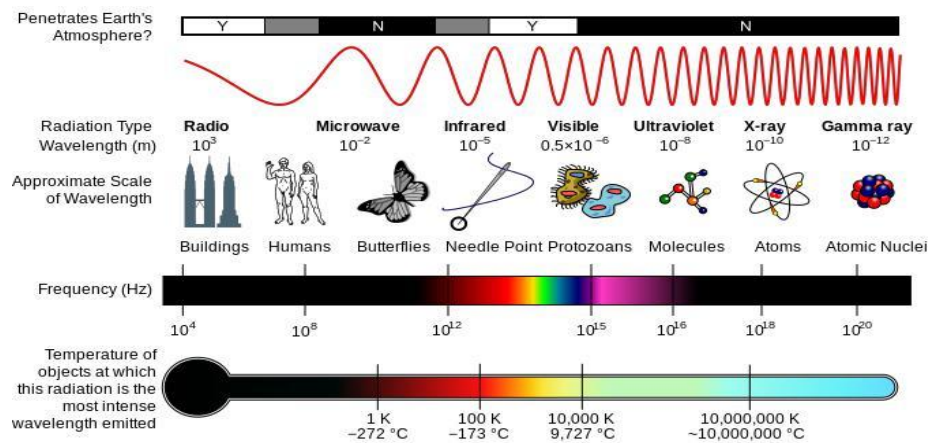 Penetrates Earth's
Atmosphere?
Y N Y N
Radiation Type
Radio Microwave Infrared Visible Ultraviolet X-ray Gamma ray
Wavelength (m)
10³ 10⁻² 10⁻⁵ 0.5×10⁻⁶ 10⁻⁸ 10⁻¹⁰ 10⁻¹²
Approximate Scale
of Wavelength
Buildings Humans Butterflies Needle Point Protozoans Molecules Atoms Atomic Nuclei
Frequency (Hz)
10⁴ 10⁸ 10¹² 10¹⁵ 10¹⁶ 10¹⁸ 10²⁰
Temperature of
objects at which
this radiation is the
most intense
wavelength emitted
1 K 100 K 10,000 K 10,000,000 K
−272 °C −173 °C 9,727 °C ~10,000,000 °C